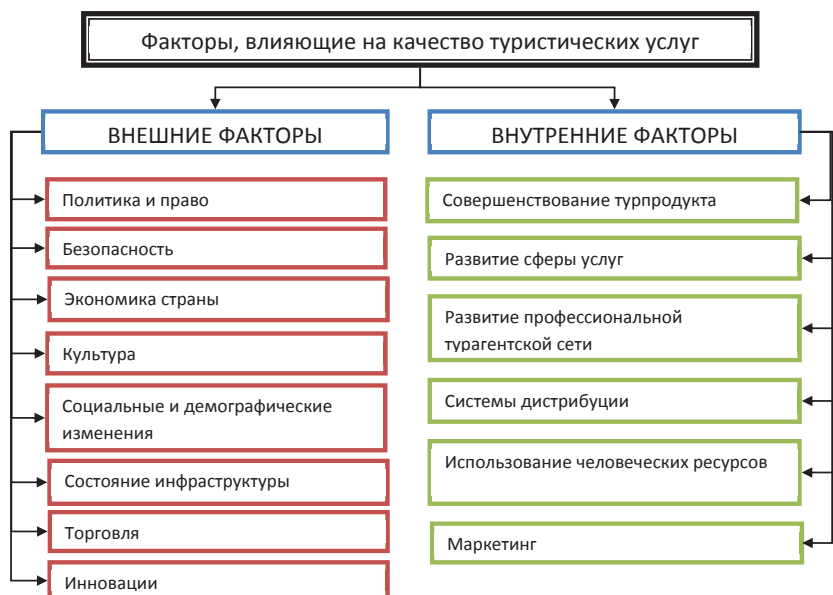 Факторы, влияющие на качество туристических услуг
ВНЕШНИЕ ФАКТОРЫ
Политика и право
Безопасность
Экономика страны
Культура
Социальные и демографические
изменения
Состояние инфраструктуры
Торговля
Инновации
ВНУТРЕННИЕ ФАКТОРЫ
Совершенствование турпродукта
Развитие сферы услуг
Развитие профессиональной
турагентской сети
Системы дистрибуции
Использование человеческих ресурсов
Маркетинг